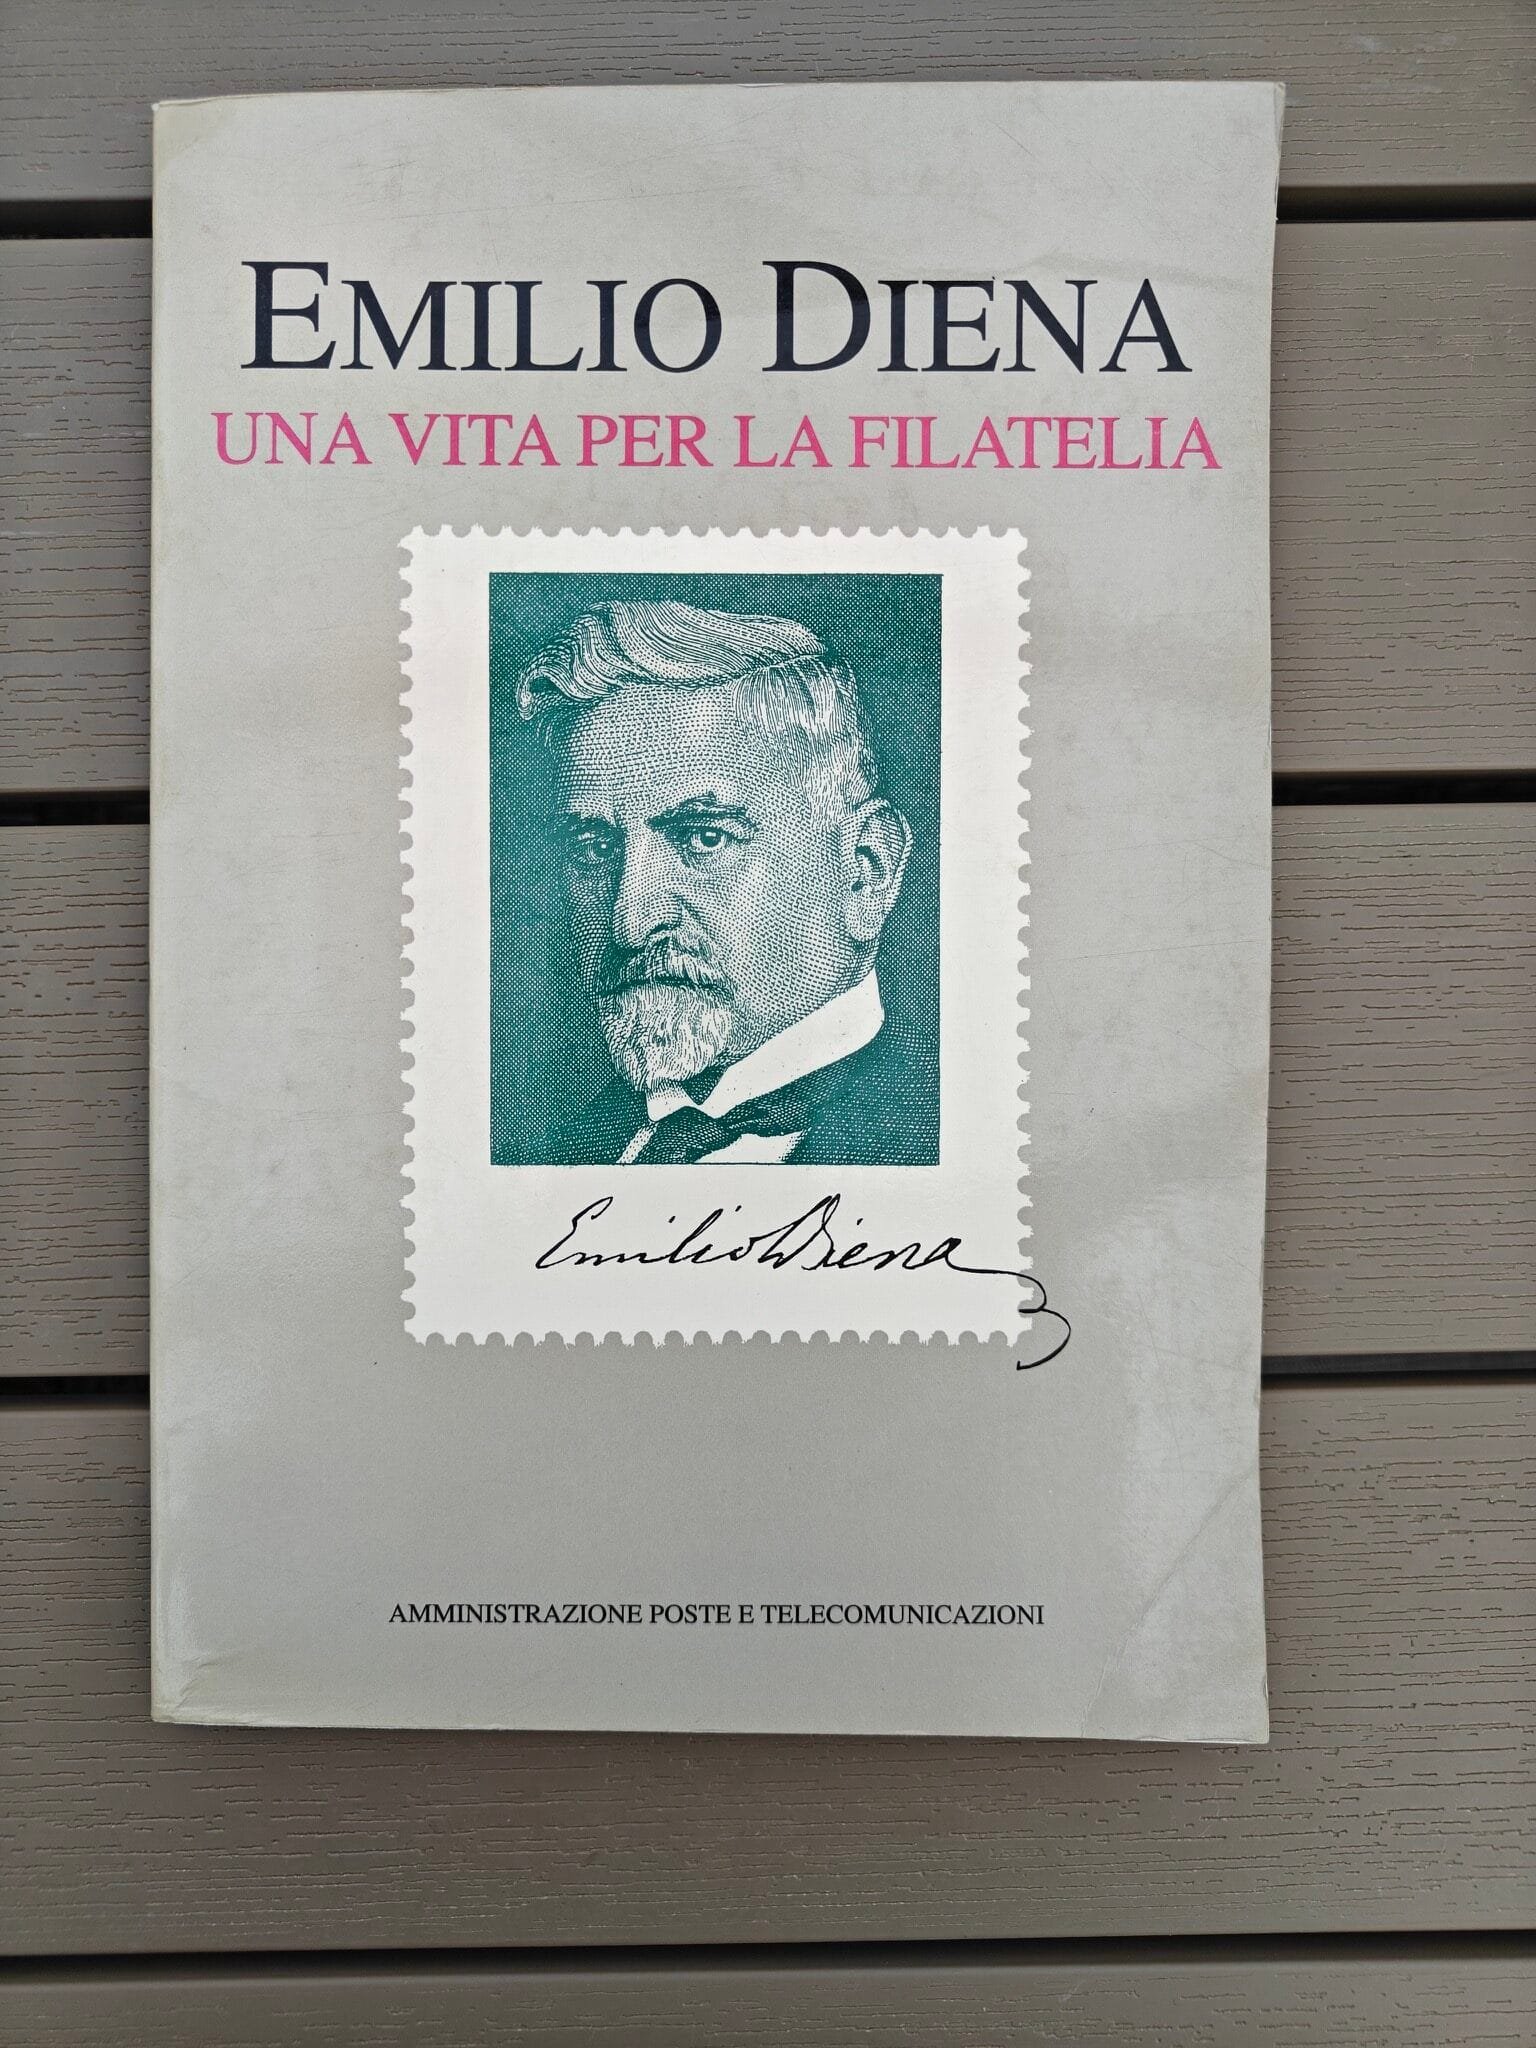 EMILIO DIENA
UNA VITA PER LA FILATELIA
Emilio Diena
AMMINISTRAZIONE POSTE E TELECOMUNICAZIONI